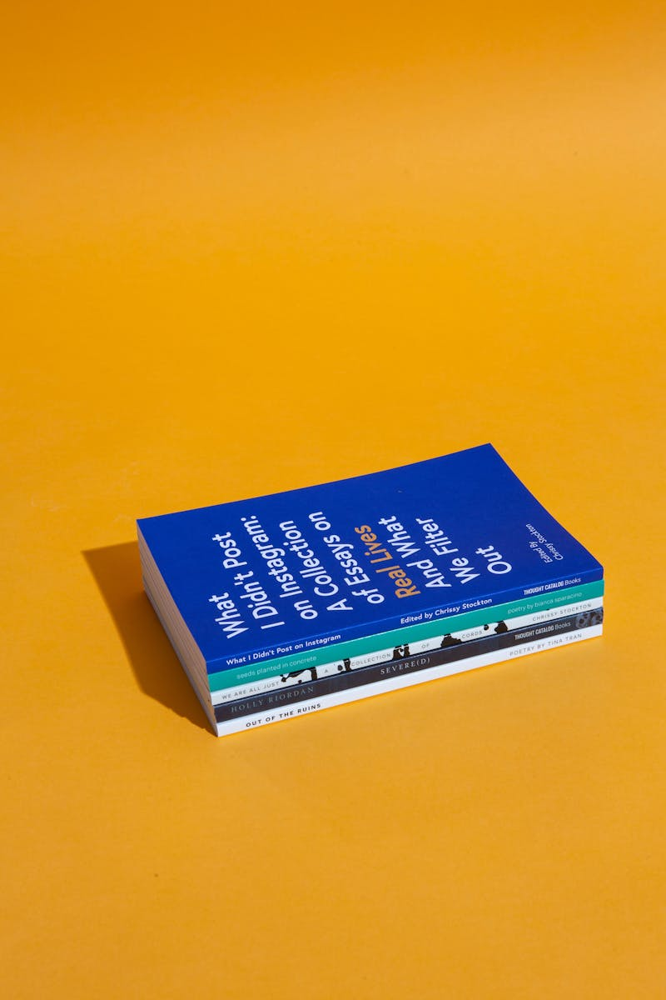 What
I Didn't Post
on Instagram:
A Collection
of Essays on
Real Lives
And What
We Filter
Out
Edited By
Chrissy Stockton
What I Didn't Post on Instagram Edited by Chrissy Stockton THOUGHT CATALOG Books
seeds planted in concrete poetry by bianca sparacino
WE ARE ALL JUST A COLLECTION OF CORDS CHRISSY STOCKTON
HOLLY RIORDAN SEVERE(D) THOUGHT CATALOG Books
OUT OF THE RUINS POETRY BY TINA TRAN